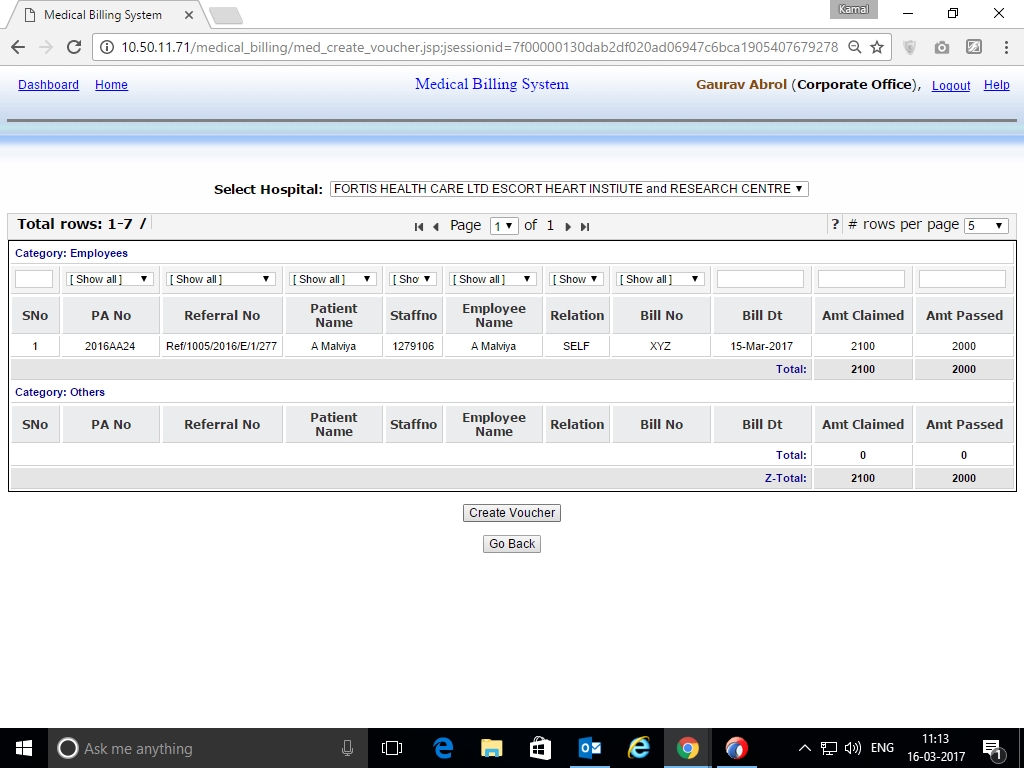 Medical Billing System
Kamal
10.50.11.71/medical_billing/med_create_voucher.jsp;jsessionid=7f00000130dab2df020ad06947c6bca1905407679278
Dashboard Home Medical Billing System Gaurav Abrol (Corporate Office), Logout Help
Select Hospital: FORTIS HEALTH CARE LTD ESCORT HEART INSTIUTE and RESEARCH CENTRE
Total rows: 1-7 / Page 1 of 1 ? # rows per page 5
Category: Employees
[ Show all ] [ Show all ] [ Show all ] [ Sho [ Show all ] [ Show [ Show all ]
SNo PA No Referral No Patient Name Staffno Employee Name Relation Bill No Bill Dt Amt Claimed Amt Passed
1 2016AA24 Ref/1005/2016/E/1/277 A Malviya 1279106 A Malviya SELF XYZ 15-Mar-2017 2100 2000
Total: 2100 2000
Category: Others
SNo PA No Referral No Patient Name Staffno Employee Name Relation Bill No Bill Dt Amt Claimed Amt Passed
Total: 0 0
Z-Total: 2100 2000
Create Voucher
Go Back
Ask me anything
ENG
11:13
16-03-2017
1